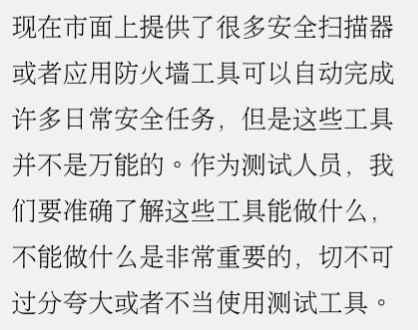 现在市面上提供了很多安全扫描器
或者应用防火墙工具可以自动完成
许多日常安全任务，但是这些工具
并不是万能的。作为测试人员，我
们要准确了解这些工具能做什么，
不能做什么是非常重要的，切不可
过分夸大或者不当使用测试工具。